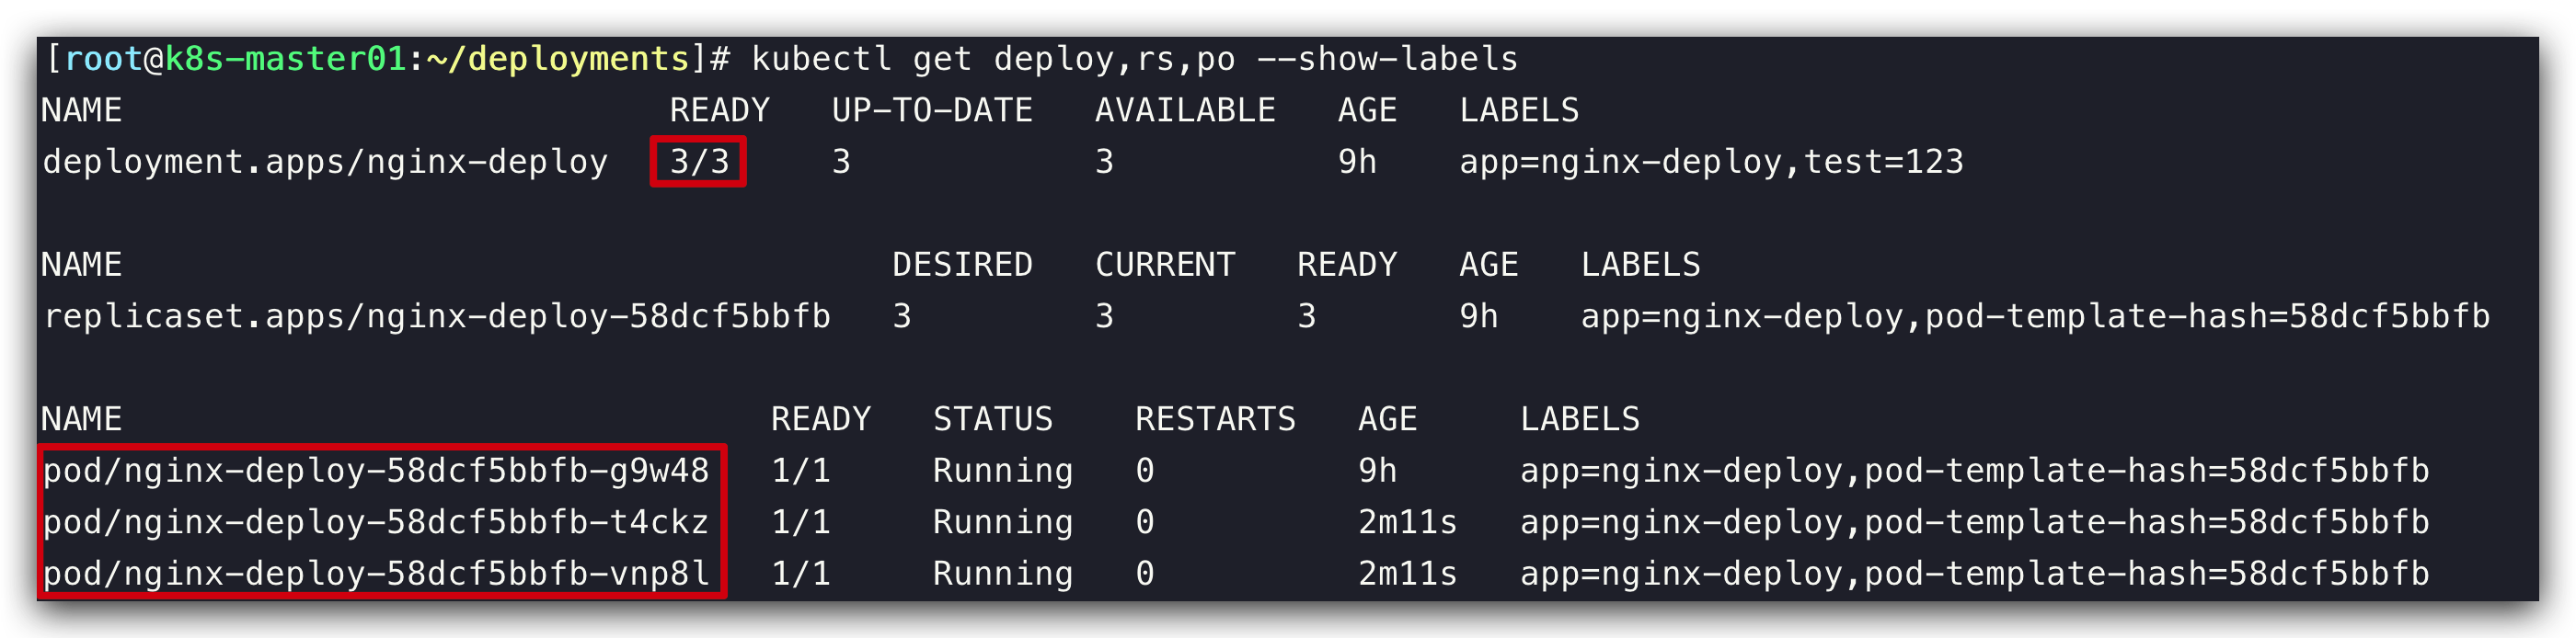 [root@k8s-master01:~/deployments]# kubectl get deploy,rs,po --show-labels
NAME READY UP-TO-DATE AVAILABLE AGE LABELS
deployment.apps/nginx-deploy 3/3 3 3 9h app=nginx-deploy,test=123
NAME DESIRED CURRENT READY AGE LABELS
replicaset.apps/nginx-deploy-58dcf5bbfb 3 3 3 9h app=nginx-deploy,pod-template-hash=58dcf5bbfb
NAME READY STATUS RESTARTS AGE LABELS
pod/nginx-deploy-58dcf5bbfb-g9w48 1/1 Running 0 9h app=nginx-deploy,pod-template-hash=58dcf5bbfb
pod/nginx-deploy-58dcf5bbfb-t4ckz 1/1 Running 0 2m11s app=nginx-deploy,pod-template-hash=58dcf5bbfb
pod/nginx-deploy-58dcf5bbfb-vnp8l 1/1 Running 0 2m11s app=nginx-deploy,pod-template-hash=58dcf5bbfb